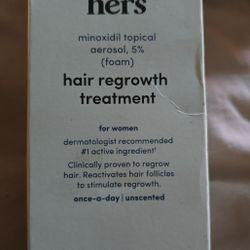 hers
minoxidil topical
aerosol, 5%
(foam)
hair regrowth
treatment
for women
dermatologist recommended
#1 active ingredient†
Clinically proven to regrow
hair. Reactivates hair follicles
to stimulate regrowth.
once-a-day | unscented